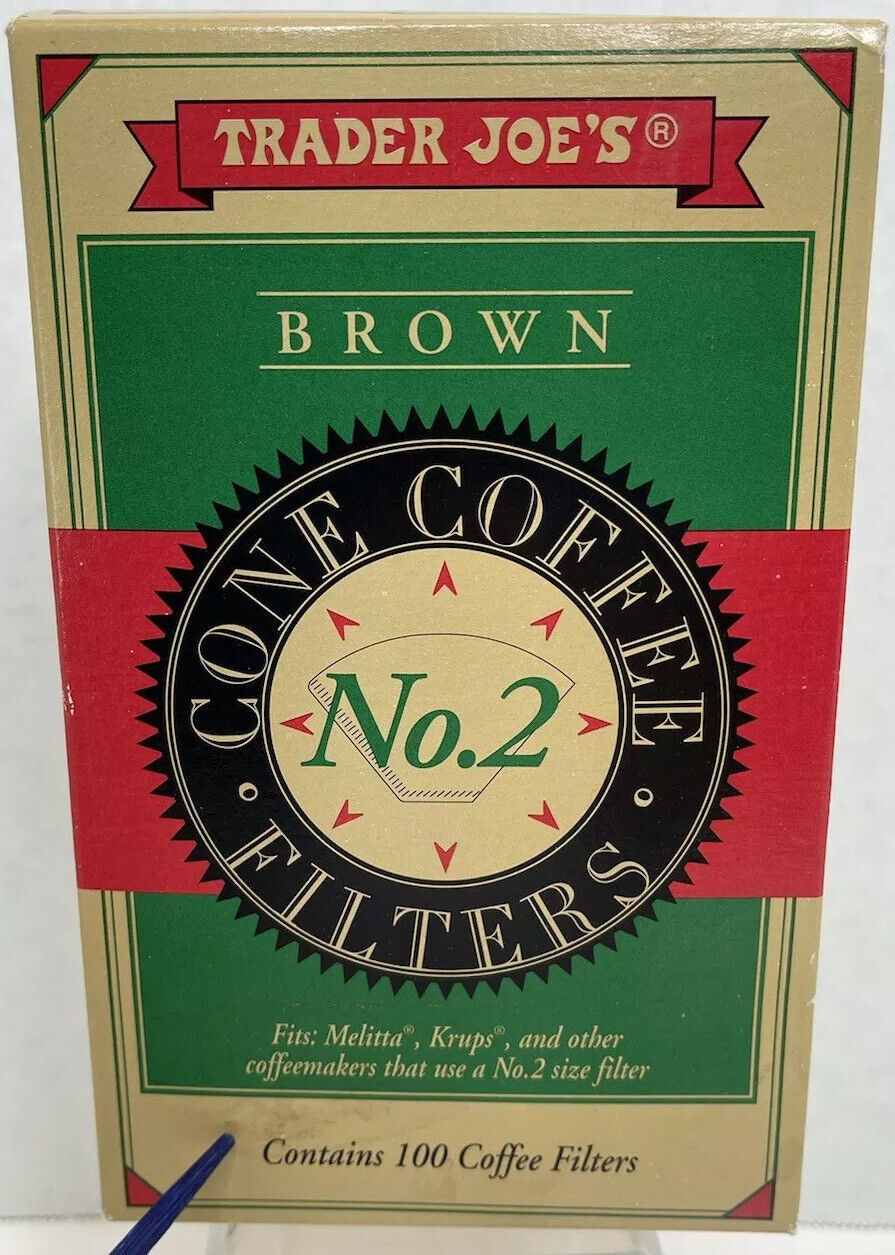 TRADER JOE'S®
BROWN
CONE COFFEE
No.2
• FILTERS •
Fits: Melitta®, Krups®, and other
coffeemakers that use a No.2 size filter
Contains 100 Coffee Filters